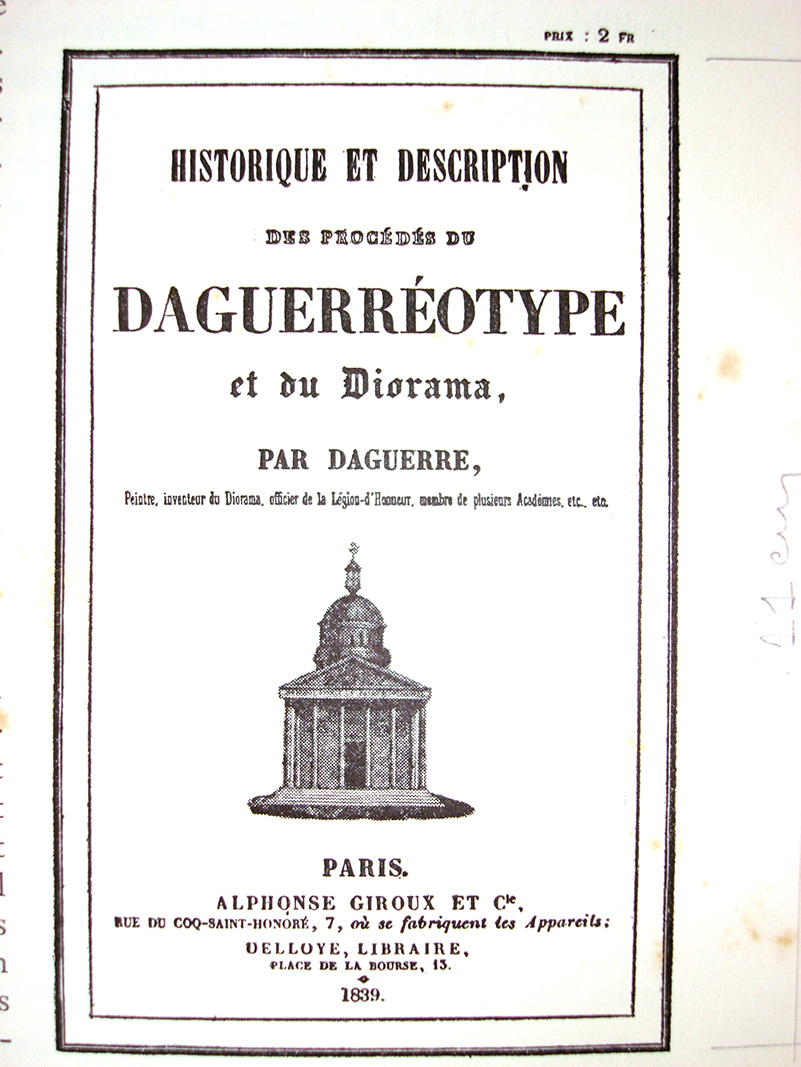 PRIX : 2 FR
HISTORIQUE ET DESCRIPTION
DES PROCÉDÉS DU
DAGUERRÉOTYPE
et du Diorama,
PAR DAGUERRE,
Peintre, inventeur du Diorama, officier de la Légion-d'Honneur, membre de plusieurs Académies, etc., etc.
PARIS.
ALPHONSE GIROUX ET Cie,
RUE DU COQ-SAINT-HONORÉ, 7, où se fabriquent les Appareils;
DELLOYE, LIBRAIRE,
PLACE DE LA BOURSE, 13.
1839.